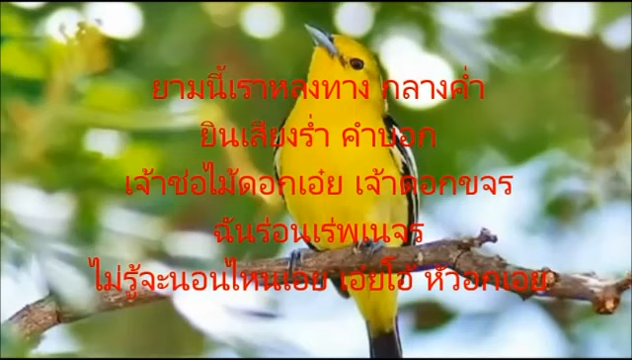 ยามนี้เราหลงทาง กลางค่ำ
ยินเสียงร่ำ คำบอก
เจ้าช่อไม้ดอกเอ๋ย เจ้าดอกขจร
ฉันร่อนเร่พเนจร
ไม่รู้จะนอนไหนเอย เอ๋ยโอ้ หัวอกเอย